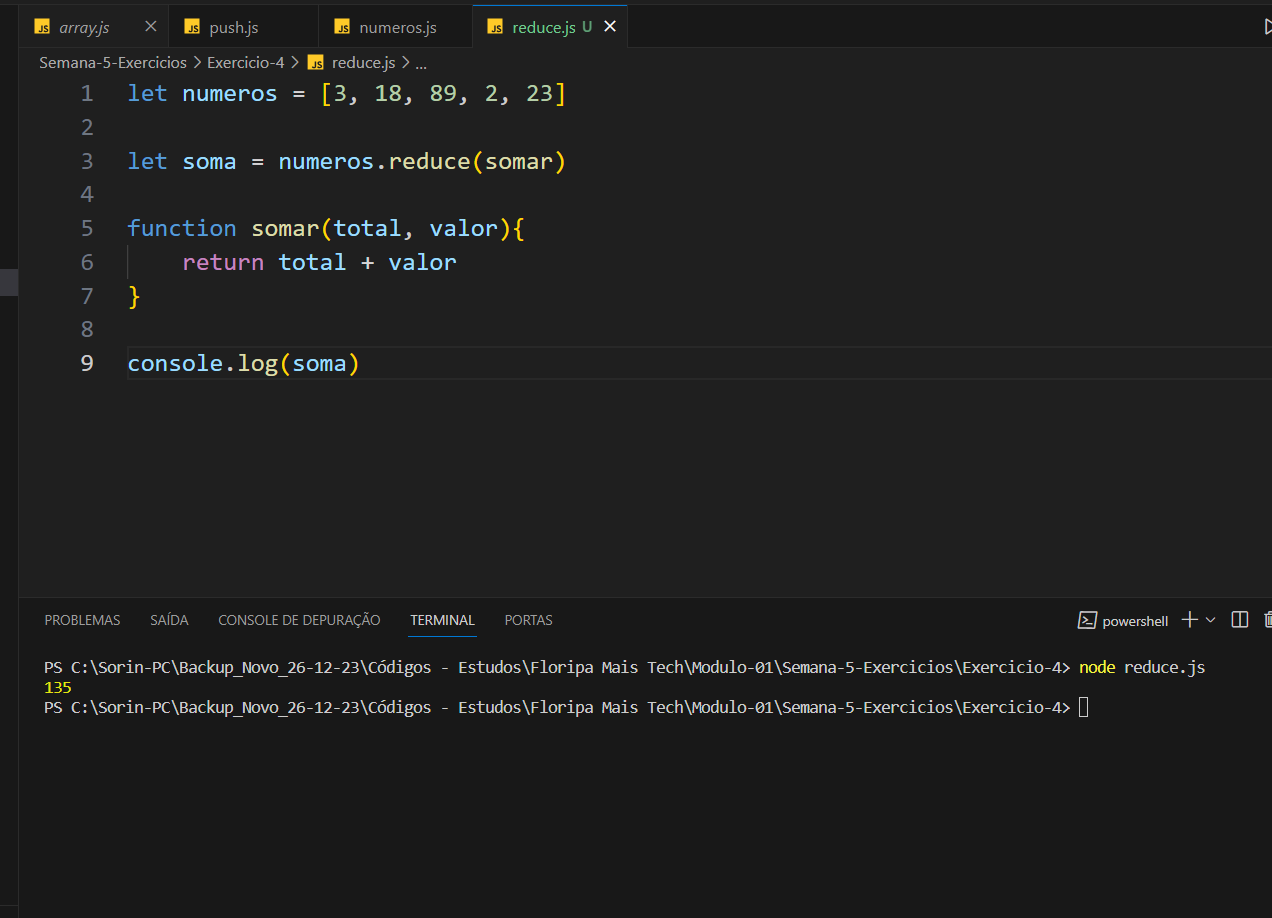 JS array.js JS push.js JS numeros.js JS reduce.js U
Semana-5-Exercicios > Exercicio-4 > JS reduce.js > ...
1 let numeros = [3, 18, 89, 2, 23]
2
3 let soma = numeros.reduce(somar)
4
5 function somar(total, valor){
6 return total + valor
7 }
8
9 console.log(soma)
PROBLEMAS SAÍDA CONSOLE DE DEPURAÇÃO TERMINAL PORTAS powershell
PS C:\Sorin-PC\Backup_Novo_26-12-23\Códigos - Estudos\Floripa Mais Tech\Modulo-01\Semana-5-Exercicios\Exercicio-4> node reduce.js
135
PS C:\Sorin-PC\Backup_Novo_26-12-23\Códigos - Estudos\Floripa Mais Tech\Modulo-01\Semana-5-Exercicios\Exercicio-4>